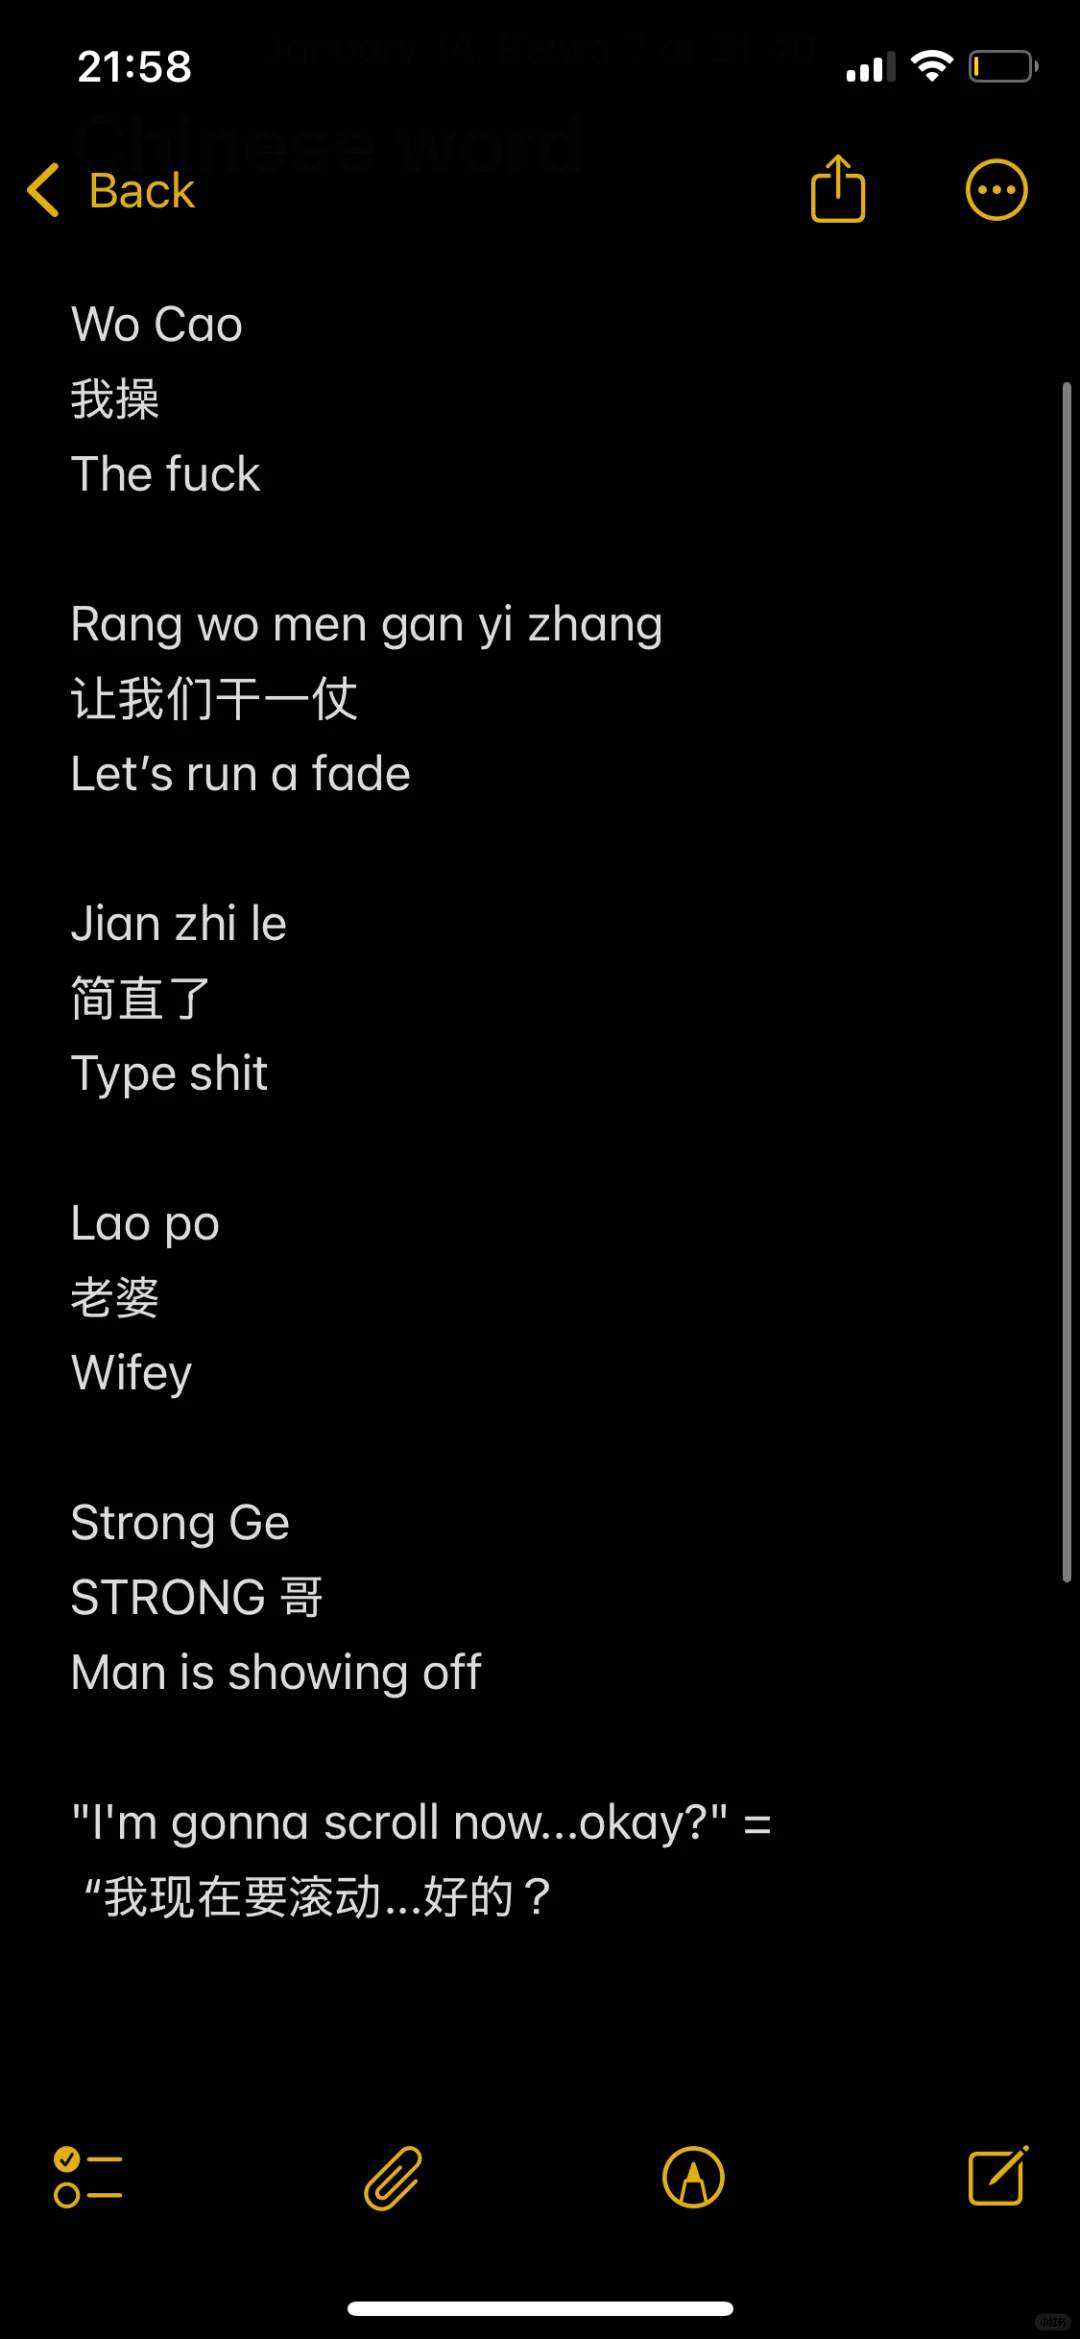 21:58
Chinese word
Back
Wo Cao
我操
The fuck
Rang wo men gan yi zhang
让我们干一仗
Let's run a fade
Jian zhi le
简直了
Type shit
Lao po
老婆
Wifey
Strong Ge
STRONG 哥
Man is showing off
"I'm gonna scroll now...okay?" =
“我现在要滚动...好的？